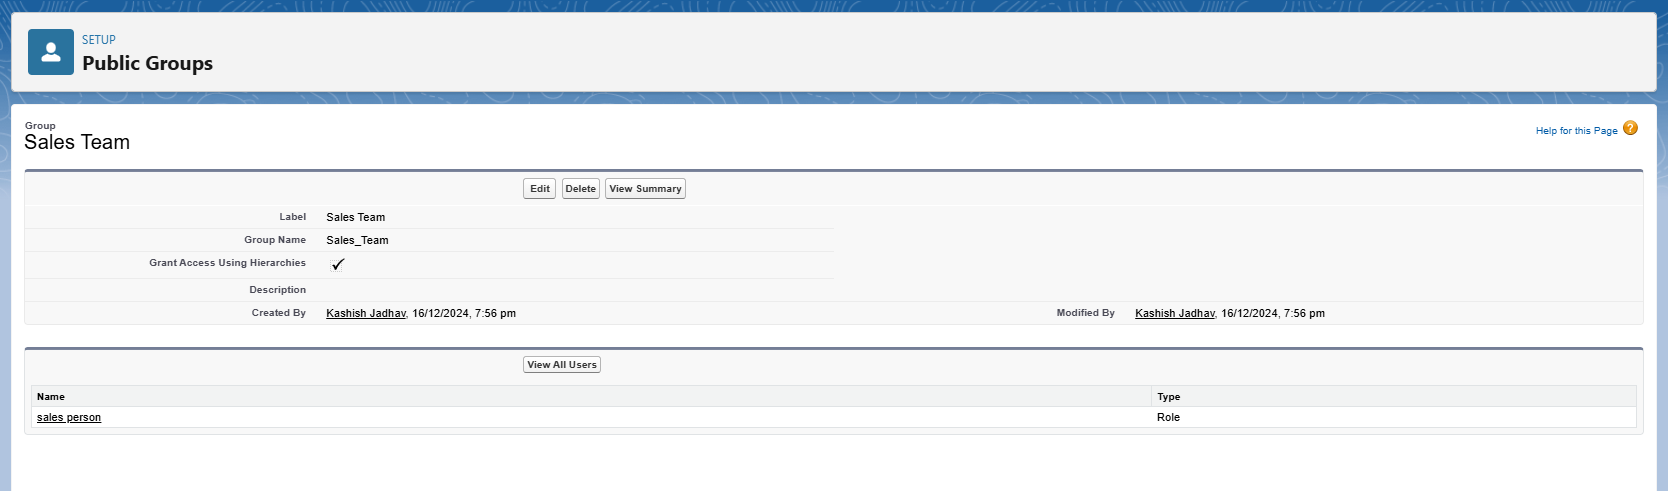 SETUP
Public Groups
Group
Sales Team
Help for this Page ?
Edit Delete View Summary
Label Sales Team
Group Name Sales_Team
Grant Access Using Hierarchies
Description
Created By Kashish Jadhav, 16/12/2024, 7:56 pm Modified By Kashish Jadhav, 16/12/2024, 7:56 pm
View All Users
Name Type
sales person Role